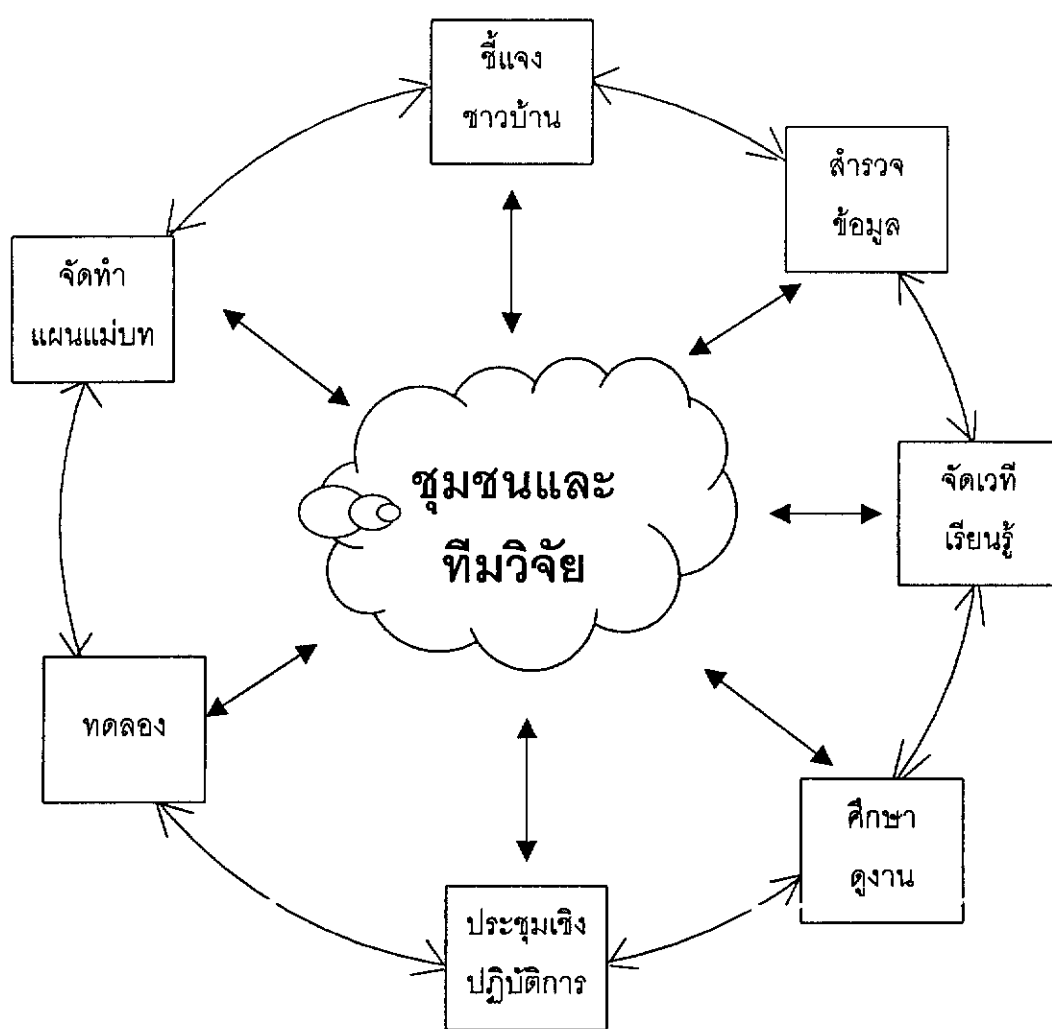 ชี้แจง
ชาวบ้าน
สำรวจ
ข้อมูล
จัดทำ
แผนแม่บท
ชุมชนและ
ทีมวิจัย
จัดเวที
เรียนรู้
ทดลอง
ศึกษา
ดูงาน
ประชุมเชิง
ปฏิบัติการ